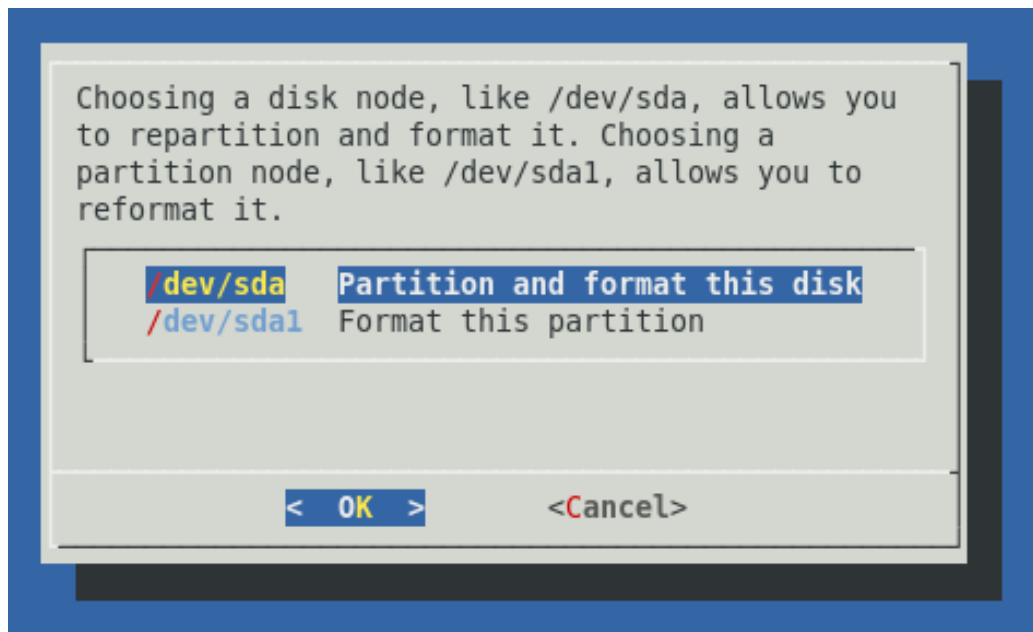 Choosing a disk node, like /dev/sda, allows you
to repartition and format it. Choosing a
partition node, like /dev/sda1, allows you to
reformat it.
/dev/sda Partition and format this disk
/dev/sda1 Format this partition
< OK > <Cancel>